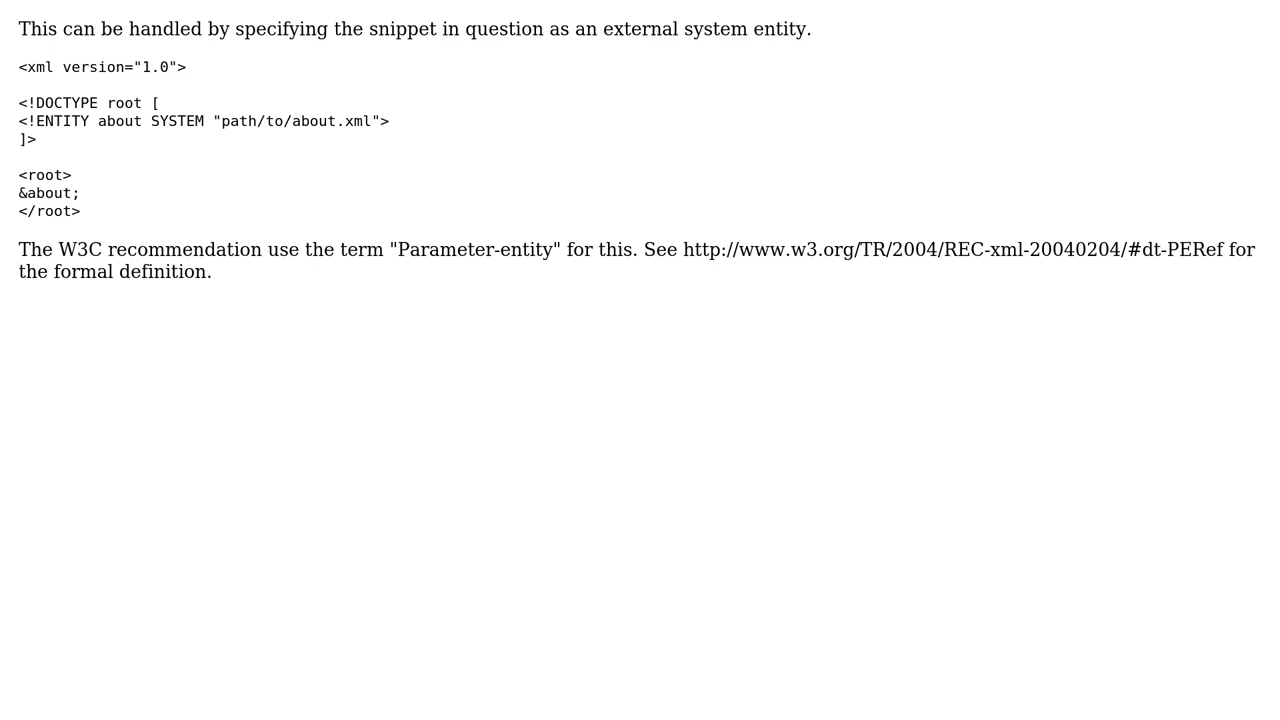 This can be handled by specifying the snippet in question as an external system entity.
<xml version="1.0">
<!DOCTYPE root [
<!ENTITY about SYSTEM "path/to/about.xml">
]>
<root>
&about;
</root>
The W3C recommendation use the term "Parameter-entity" for this. See http://www.w3.org/TR/2004/REC-xml-20040204/#dt-PERef for
the formal definition.